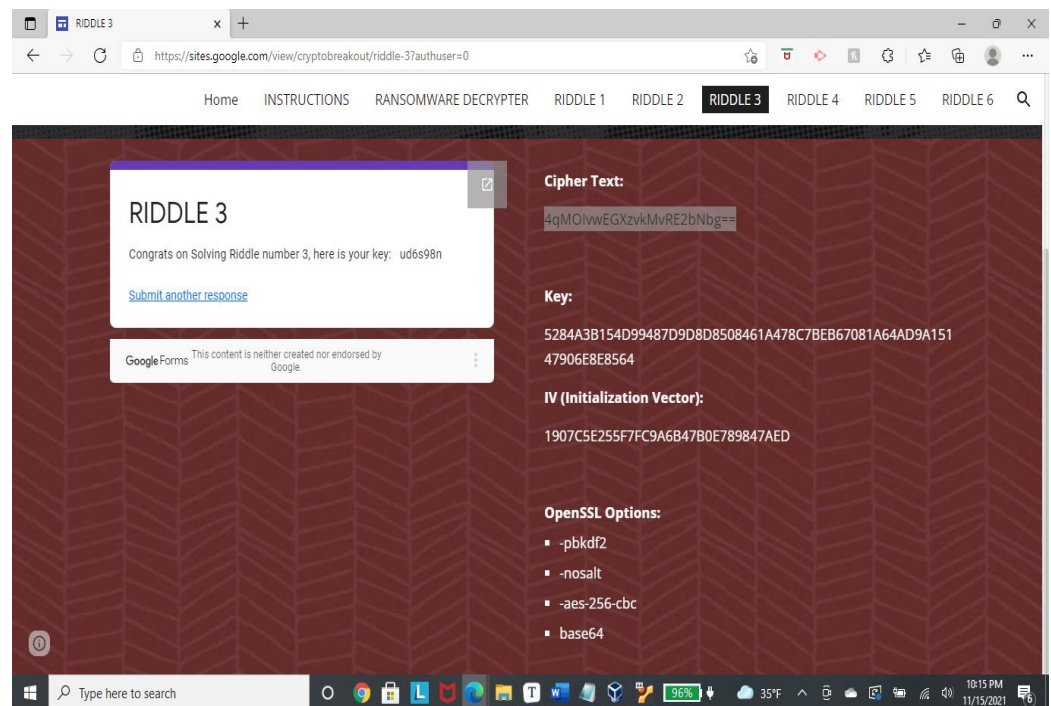 RIDDLE 3
https://sites.google.com/view/cryptobreakout/riddle-3?authuser=0
Home INSTRUCTIONS RANSOMWARE DECRYPTER RIDDLE 1 RIDDLE 2 RIDDLE 3 RIDDLE 4 RIDDLE 5 RIDDLE 6
RIDDLE 3
Congrats on Solving Riddle number 3, here is your key: ud6s98n
Submit another response
Google Forms This content is neither created nor endorsed by
Google.
Cipher Text:
4qMOIvwEGXzvkMvRE2bNbg==
Key:
5284A3B154D99487D9D8D8508461A478C7BEB67081A64AD9A151
47906E8E8564
IV (Initialization Vector):
1907C5E255F7FC9A6B47B0E789847AED
OpenSSL Options:
▪ -pbkdf2
▪ -nosalt
▪ -aes-256-cbc
▪ base64
Type here to search
96%
35°F
10:15 PM
11/15/2021
6